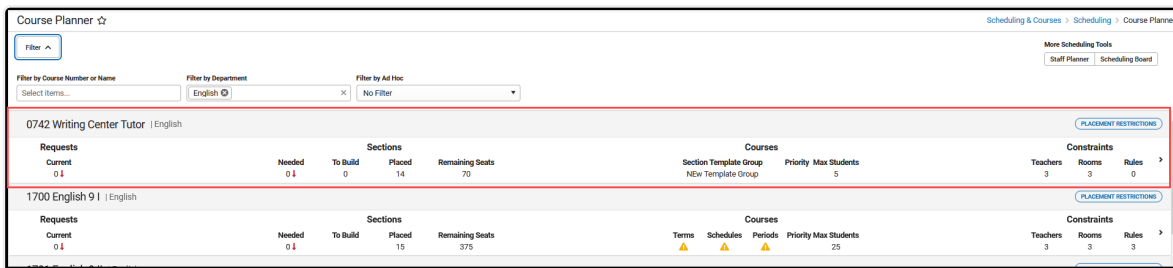 Course Planner
Scheduling & Courses > Scheduling > Course Planne
Filter
More Scheduling Tools
Staff Planner Scheduling Board
Filter by Course Number or Name Filter by Department Filter by Ad Hoc
Select items... English No Filter
0742 Writing Center Tutor | English PLACEMENT RESTRICTIONS
Requests Sections Courses Constraints
Current Needed To Build Placed Remaining Seats Section Template Group Priority Max Students Teachers Rooms Rules
0 0 0 14 70 NEw Template Group 5 3 3 0
1700 English 9 I | English PLACEMENT RESTRICTIONS
Requests Sections Courses Constraints
Current Needed To Build Placed Remaining Seats Terms Schedules Periods Priority Max Students Teachers Rooms Rules
0 0 15 375 25 3 3 3